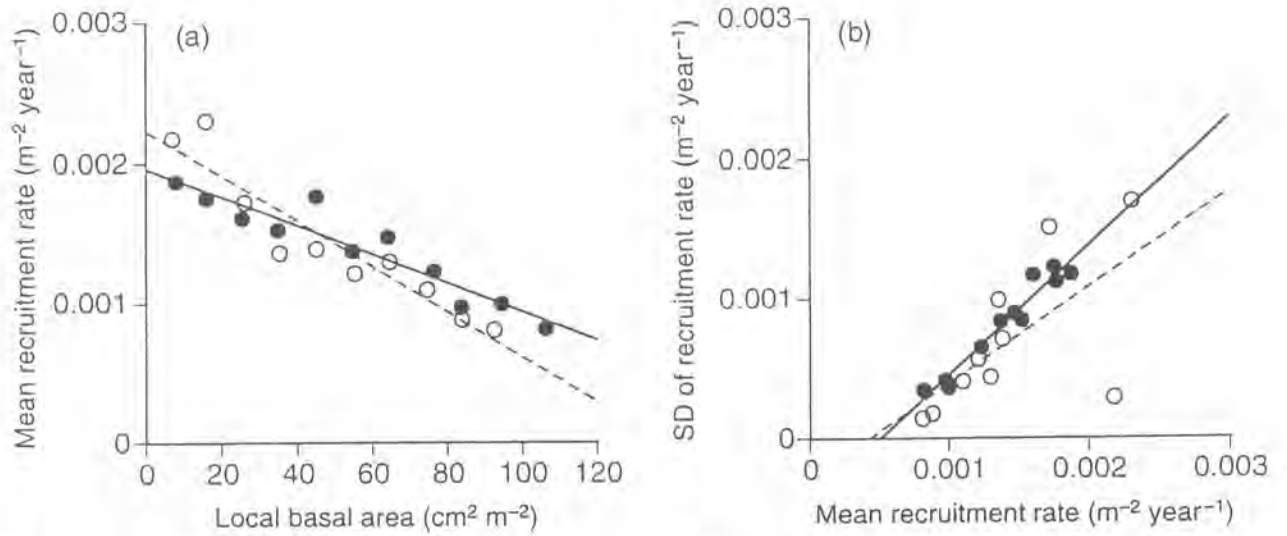 (a)
0.003
0.002
0.001
0
0 20 40 60 80 100 120
Mean recruitment rate (m⁻² year⁻¹)
Local basal area (cm² m⁻²)
(b)
0.003
0.002
0.001
0
0 0.001 0.002 0.003
SD of recruitment rate (m⁻² year⁻¹)
Mean recruitment rate (m⁻² year⁻¹)